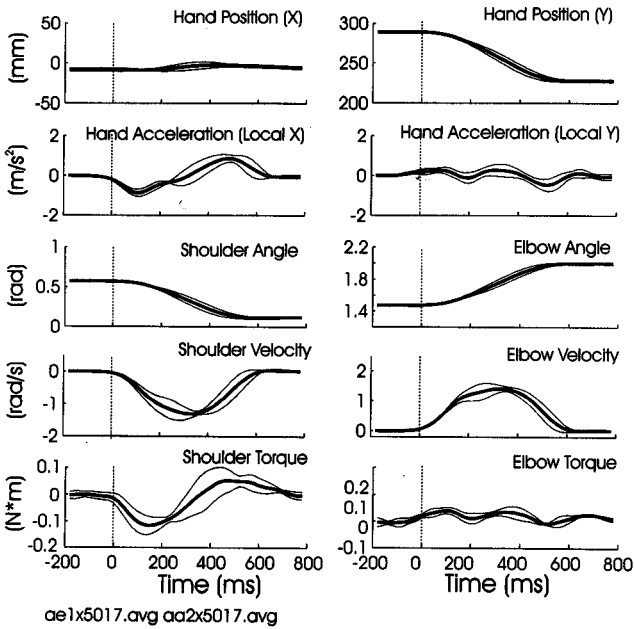 Hand Position (X)
50
0
-50
(mm)
Hand Position (Y)
300
250
200
Hand Acceleration (Local X)
2
0
-2
(m/s²)
Hand Acceleration (Local Y)
2
0
-2
Shoulder Angle
1
0.5
0
(rad)
Elbow Angle
2.2
1.8
1.4
Shoulder Velocity
0
-1
-2
(rad/s)
Elbow Velocity
2
1
0
Shoulder Torque
0.1
0
-0.1
-0.2
(N*m)
Elbow Torque
0.2
0.1
0
-0.1
-200 0 200 400 600 800
Time (ms)
-200 0 200 400 600 800
Time (ms)
ae1x5017.avg aa2x5017.avg